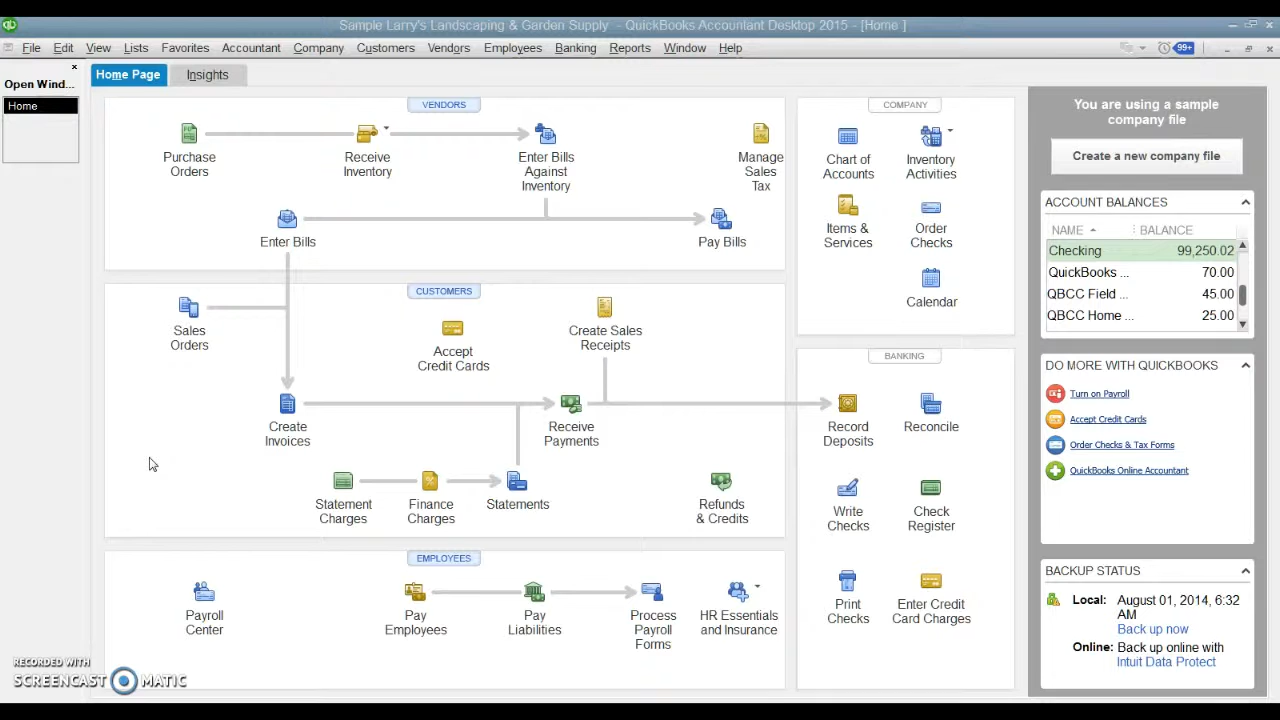 Sample Larry's Landscaping & Garden Supply - QuickBooks Accountant Desktop 2015 - [Home ]
File Edit View Lists Favorites Accountant Company Customers Vendors Employees Banking Reports Window Help
99+
Open Wind...
Home
Home Page
Insights
VENDORS
Purchase
Orders
Receive
Inventory
Enter Bills
Against
Inventory
Manage
Sales
Tax
Enter Bills
Pay Bills
CUSTOMERS
Sales
Orders
Accept
Credit Cards
Create Sales
Receipts
Create
Invoices
Receive
Payments
Statement
Charges
Finance
Charges
Statements
Refunds
& Credits
EMPLOYEES
Payroll
Center
Pay
Employees
Pay
Liabilities
Process
Payroll
Forms
HR Essentials
and Insurance
COMPANY
Chart of
Accounts
Inventory
Activities
Items &
Services
Order
Checks
Calendar
BANKING
Record
Deposits
Reconcile
Write
Checks
Check
Register
Print
Checks
Enter Credit
Card Charges
You are using a sample
company file
Create a new company file
ACCOUNT BALANCES
NAME BALANCE
Checking 99,250.02
QuickBooks ... 70.00
QBCC Field ... 45.00
QBCC Home ... 25.00
DO MORE WITH QUICKBOOKS
Turn on Payroll
Accept Credit Cards
Order Checks & Tax Forms
QuickBooks Online Accountant
BACKUP STATUS
Local: August 01, 2014, 6:32
AM
Back up now
Online: Back up online with
Intuit Data Protect
RECORDED WITH
SCREENCAST MATIC